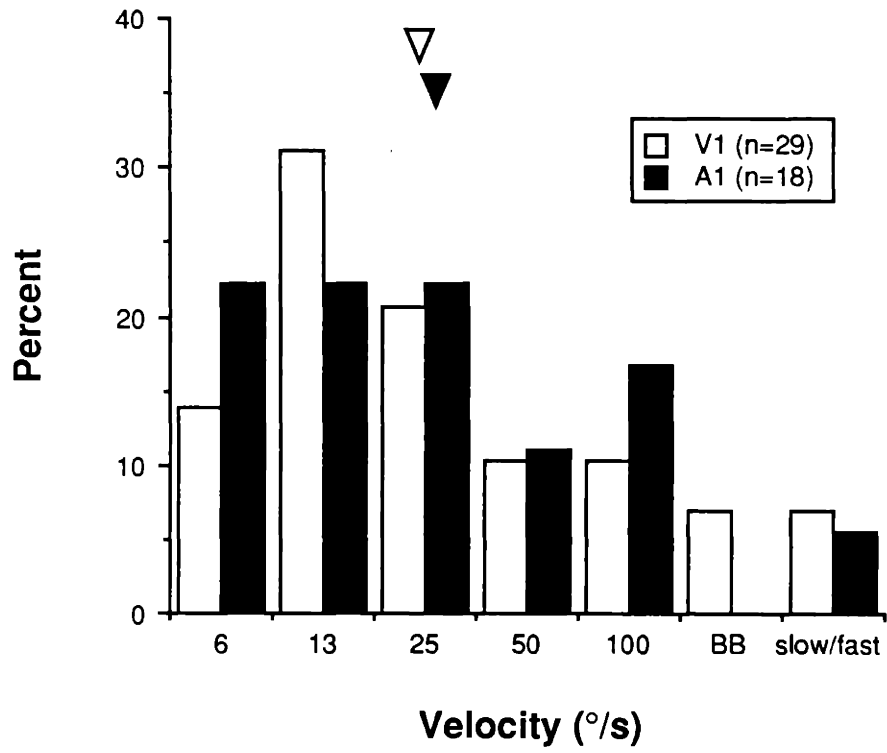 40
30
20
10
0
Percent
V1 (n=29)
A1 (n=18)
6 13 25 50 100 BB slow/fast
Velocity (°/s)